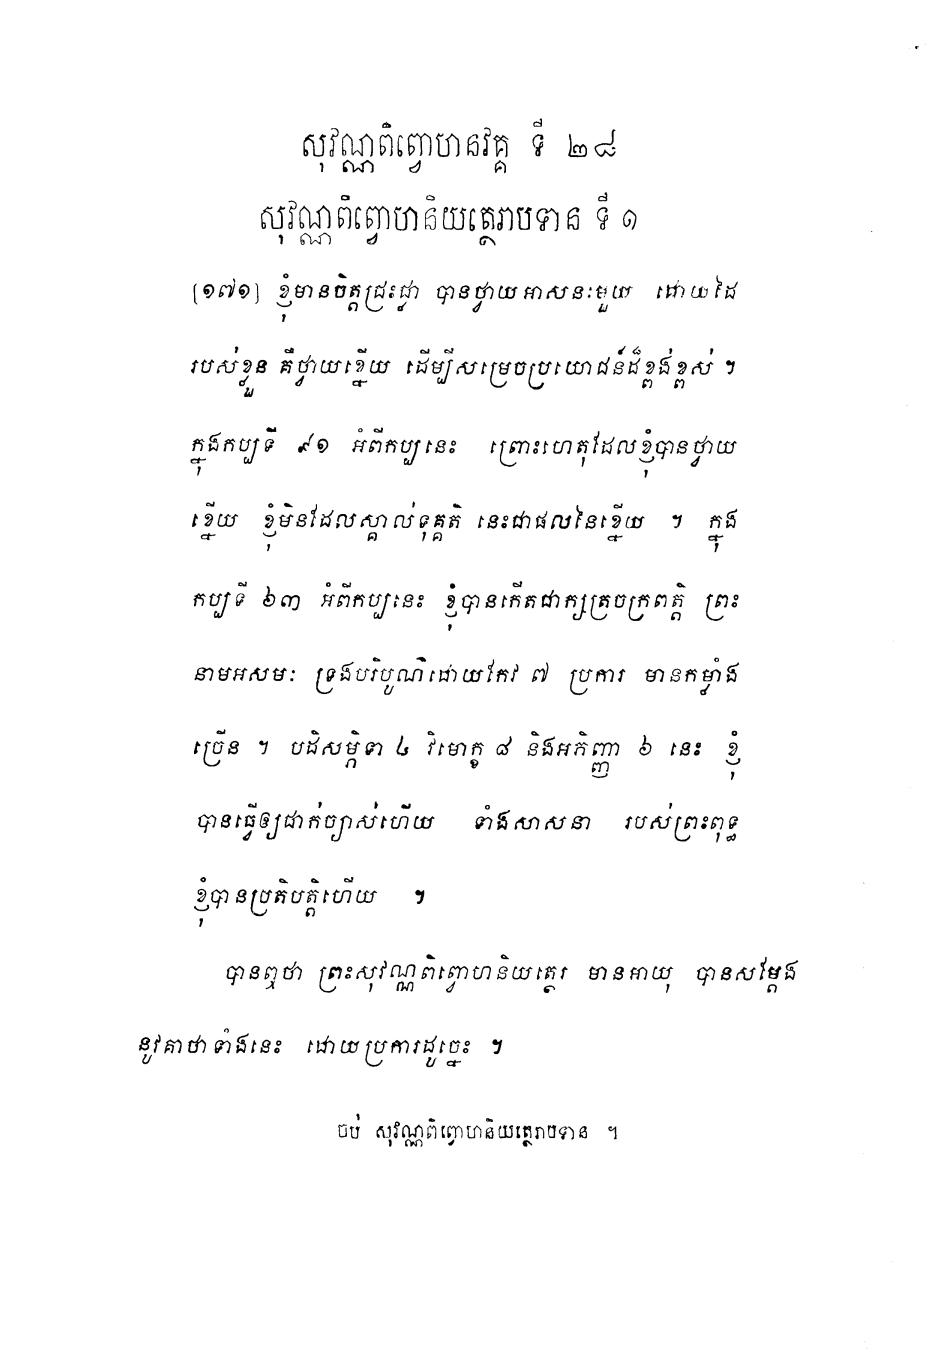 សុវណ្ណពិព្វោហនវគ្គ ទី ២៨
សុវណ្ណពិព្វោហនិយត្ថេរាបទាន ទី ១
[១៧១] ខ្ញុំមានចិត្តជ្រះថ្លា បានថ្វាយអាសនៈមួយ ដោយដៃ
របស់ខ្លួន គឺថ្វាយខ្នើយ ដើម្បីសម្រេចប្រយោជន៍ដ៏ខ្ពង់ខ្ពស់ ។
ក្នុងកប្បទី ៩១ អំពីកប្បនេះ ព្រោះហេតុដែលខ្ញុំបានថ្វាយ
ខ្នើយ ខ្ញុំមិនដែលស្គាល់ទុគ្គតិ នេះជាផលនៃខ្នើយ ។ ក្នុង
កប្បទី ៦៣ អំពីកប្បនេះ ខ្ញុំបានកើតជាក្សត្រចក្រពត្តិ ព្រះ
នាមអសមៈ ទ្រង់បរិបូណ៌ដោយកែវ ៧ ប្រការ មានកម្លាំង
ច្រើន ។ បដិសម្ភិទា ៤ វិមោក្ខ ៨ និងអភិញ្ញា ៦ នេះ ខ្ញុំ
បានធ្វើឲ្យជាក់ច្បាស់ហើយ ទាំងសាសនា របស់ព្រះពុទ្ធ
ខ្ញុំបានប្រតិបត្តិហើយ ។
បានឮថា ព្រះសុវណ្ណពិព្វោហនិយត្ថេរ មានអាយុ បានសម្ដែង
នូវគាថាទាំងនេះ ដោយប្រការដូច្នេះ ។
ចប់ សុវណ្ណពិព្វោហនិយត្ថេរាបទាន ។